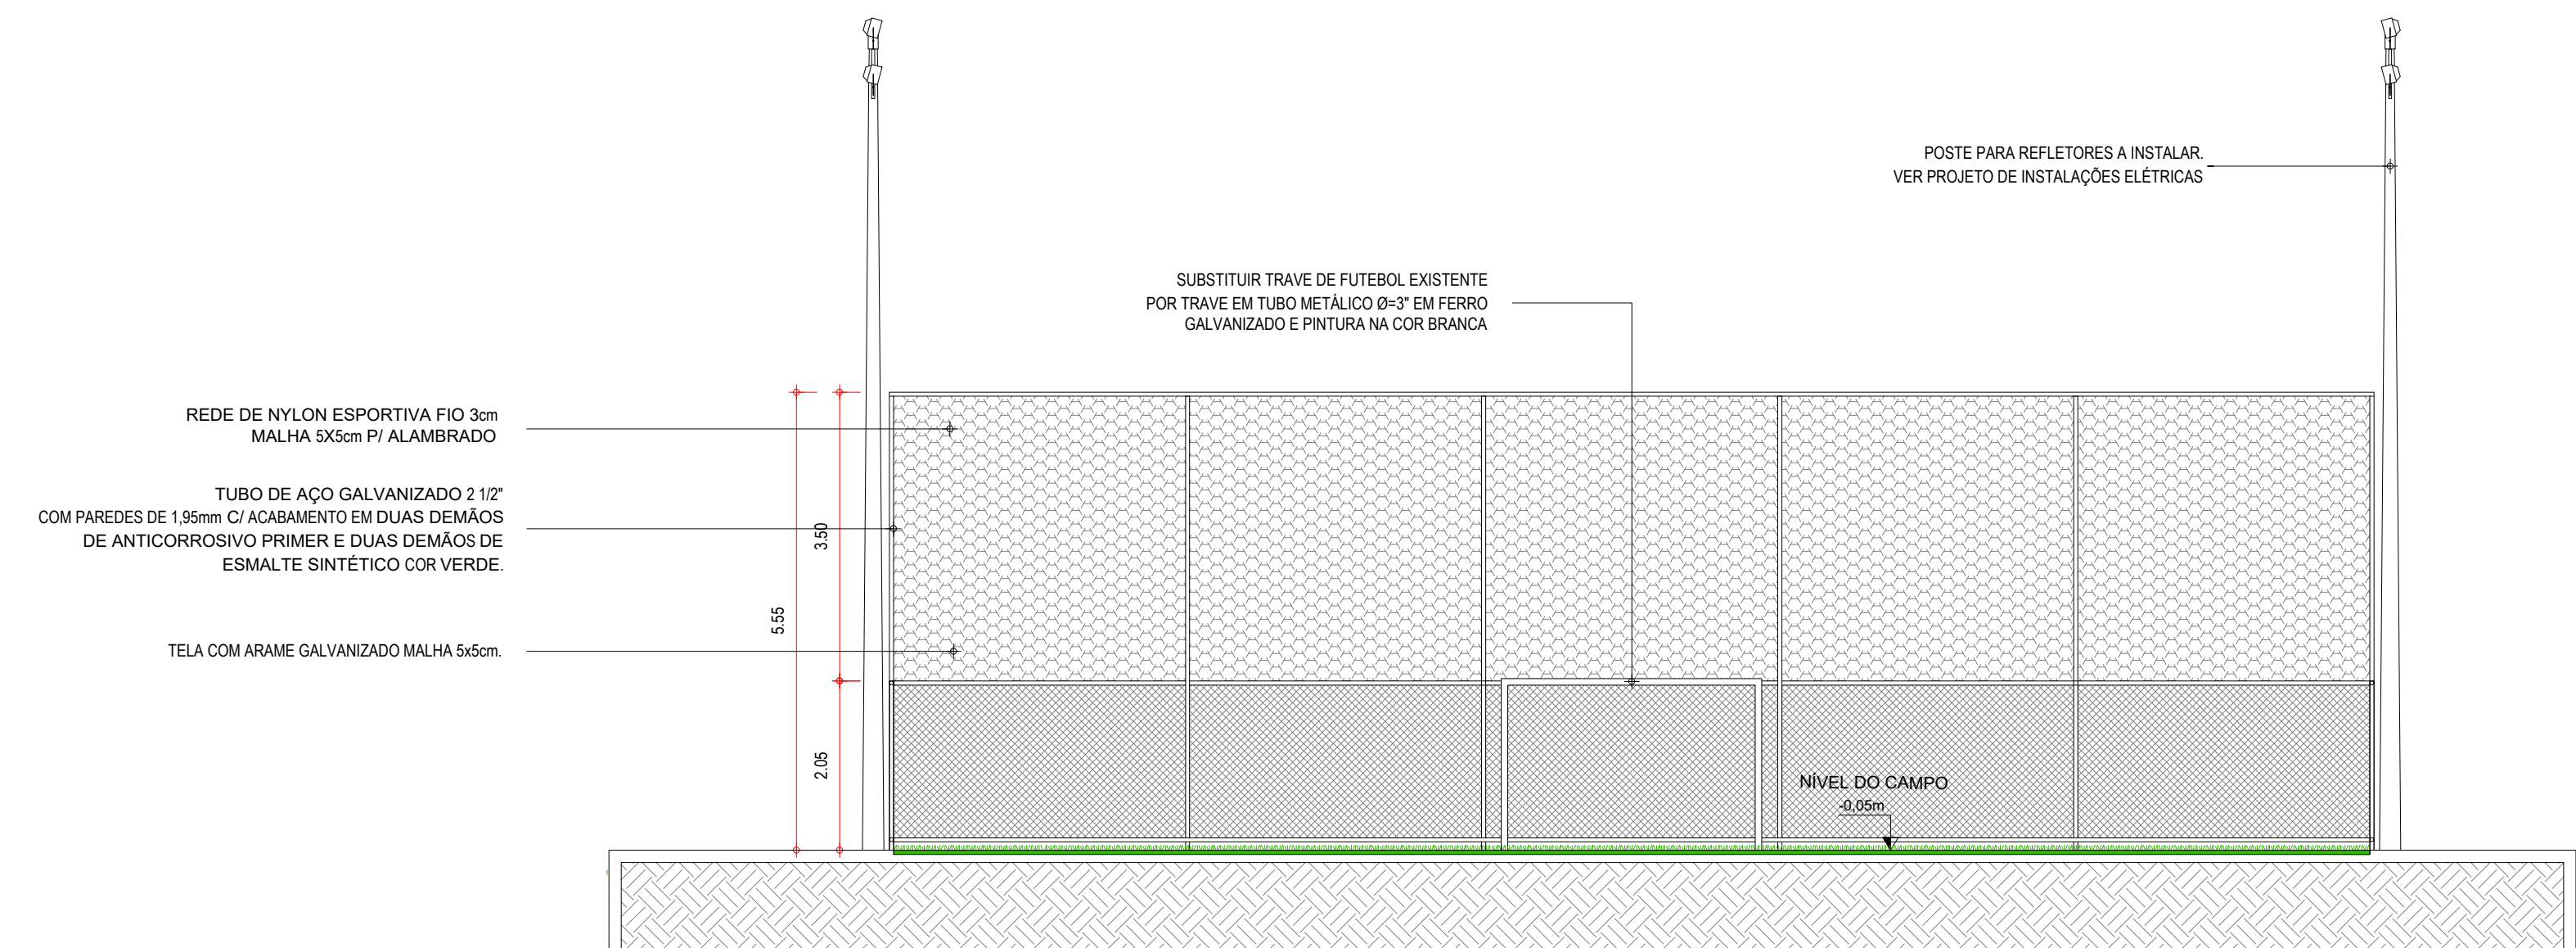 POSTE PARA REFLETORES A INSTALAR.
VER PROJETO DE INSTALAÇÕES ELÉTRICAS
SUBSTITUIR TRAVE DE FUTEBOL EXISTENTE
POR TRAVE EM TUBO METÁLICO Ø=3" EM FERRO
GALVANIZADO E PINTURA NA COR BRANCA
REDE DE NYLON ESPORTIVA FIO 3cm
MALHA 5X5cm P/ ALAMBRADO
TUBO DE AÇO GALVANIZADO 2 1/2"
COM PAREDES DE 1,95mm C/ ACABAMENTO EM DUAS DEMÃOS
DE ANTICORROSIVO PRIMER E DUAS DEMÃOS DE
ESMALTE SINTÉTICO COR VERDE.
TELA COM ARAME GALVANIZADO MALHA 5x5cm.
3.50
5.55
2.05
NÍVEL DO CAMPO
-0,05m